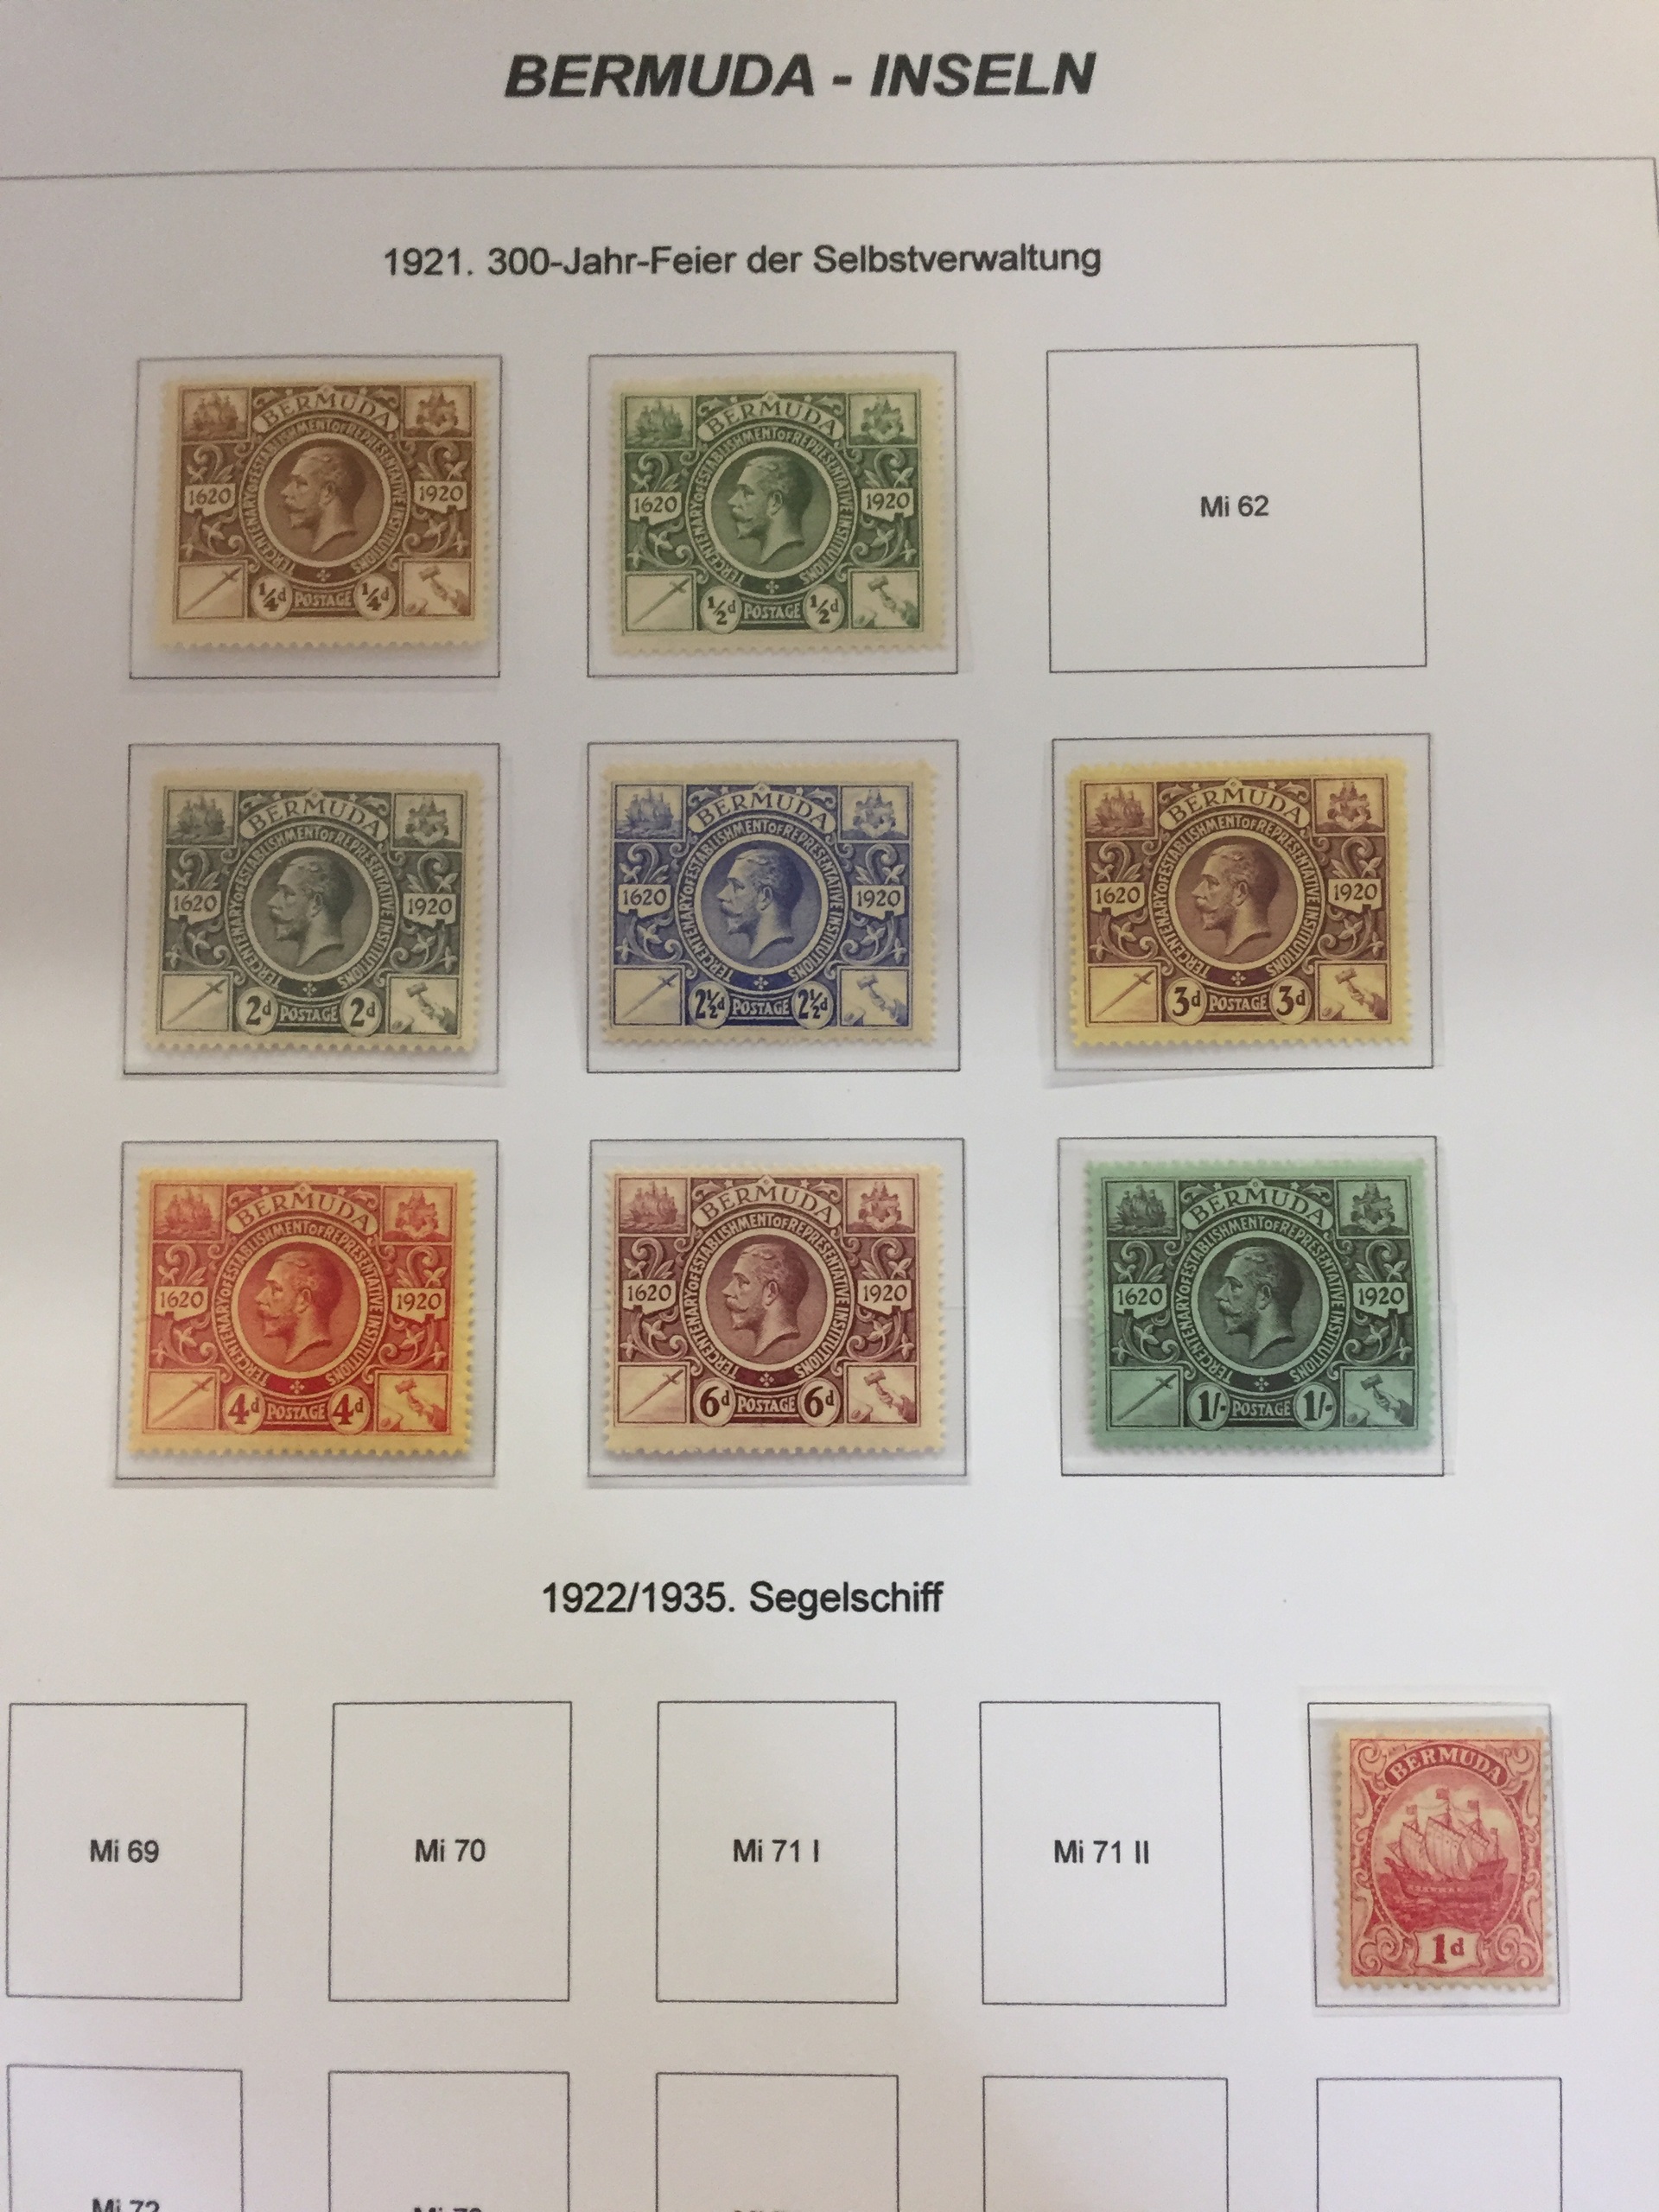 BERMUDA - INSELN
1921. 300-Jahr-Feier der Selbstverwaltung
BERMUDA
TERCENTENARY OF ESTABLISHMENT OF REPRESENTATIVE INSTITUTIONS
1620 1920
¼d POSTAGE ¼d
BERMUDA
TERCENTENARY OF ESTABLISHMENT OF REPRESENTATIVE INSTITUTIONS
1620 1920
½d POSTAGE ½d
Mi 62
BERMUDA
TERCENTENARY OF ESTABLISHMENT OF REPRESENTATIVE INSTITUTIONS
1620 1920
2d POSTAGE 2d
BERMUDA
TERCENTENARY OF ESTABLISHMENT OF REPRESENTATIVE INSTITUTIONS
1620 1920
2½d POSTAGE 2½d
BERMUDA
TERCENTENARY OF ESTABLISHMENT OF REPRESENTATIVE INSTITUTIONS
1620 1920
3d POSTAGE 3d
BERMUDA
TERCENTENARY OF ESTABLISHMENT OF REPRESENTATIVE INSTITUTIONS
1620 1920
4d POSTAGE 4d
BERMUDA
TERCENTENARY OF ESTABLISHMENT OF REPRESENTATIVE INSTITUTIONS
1620 1920
6d POSTAGE 6d
BERMUDA
TERCENTENARY OF ESTABLISHMENT OF REPRESENTATIVE INSTITUTIONS
1620 1920
1/- POSTAGE 1/-
1922/1935. Segelschiff
Mi 69
Mi 70
Mi 71 I
Mi 71 II
BERMUDA
1d
Mi 72